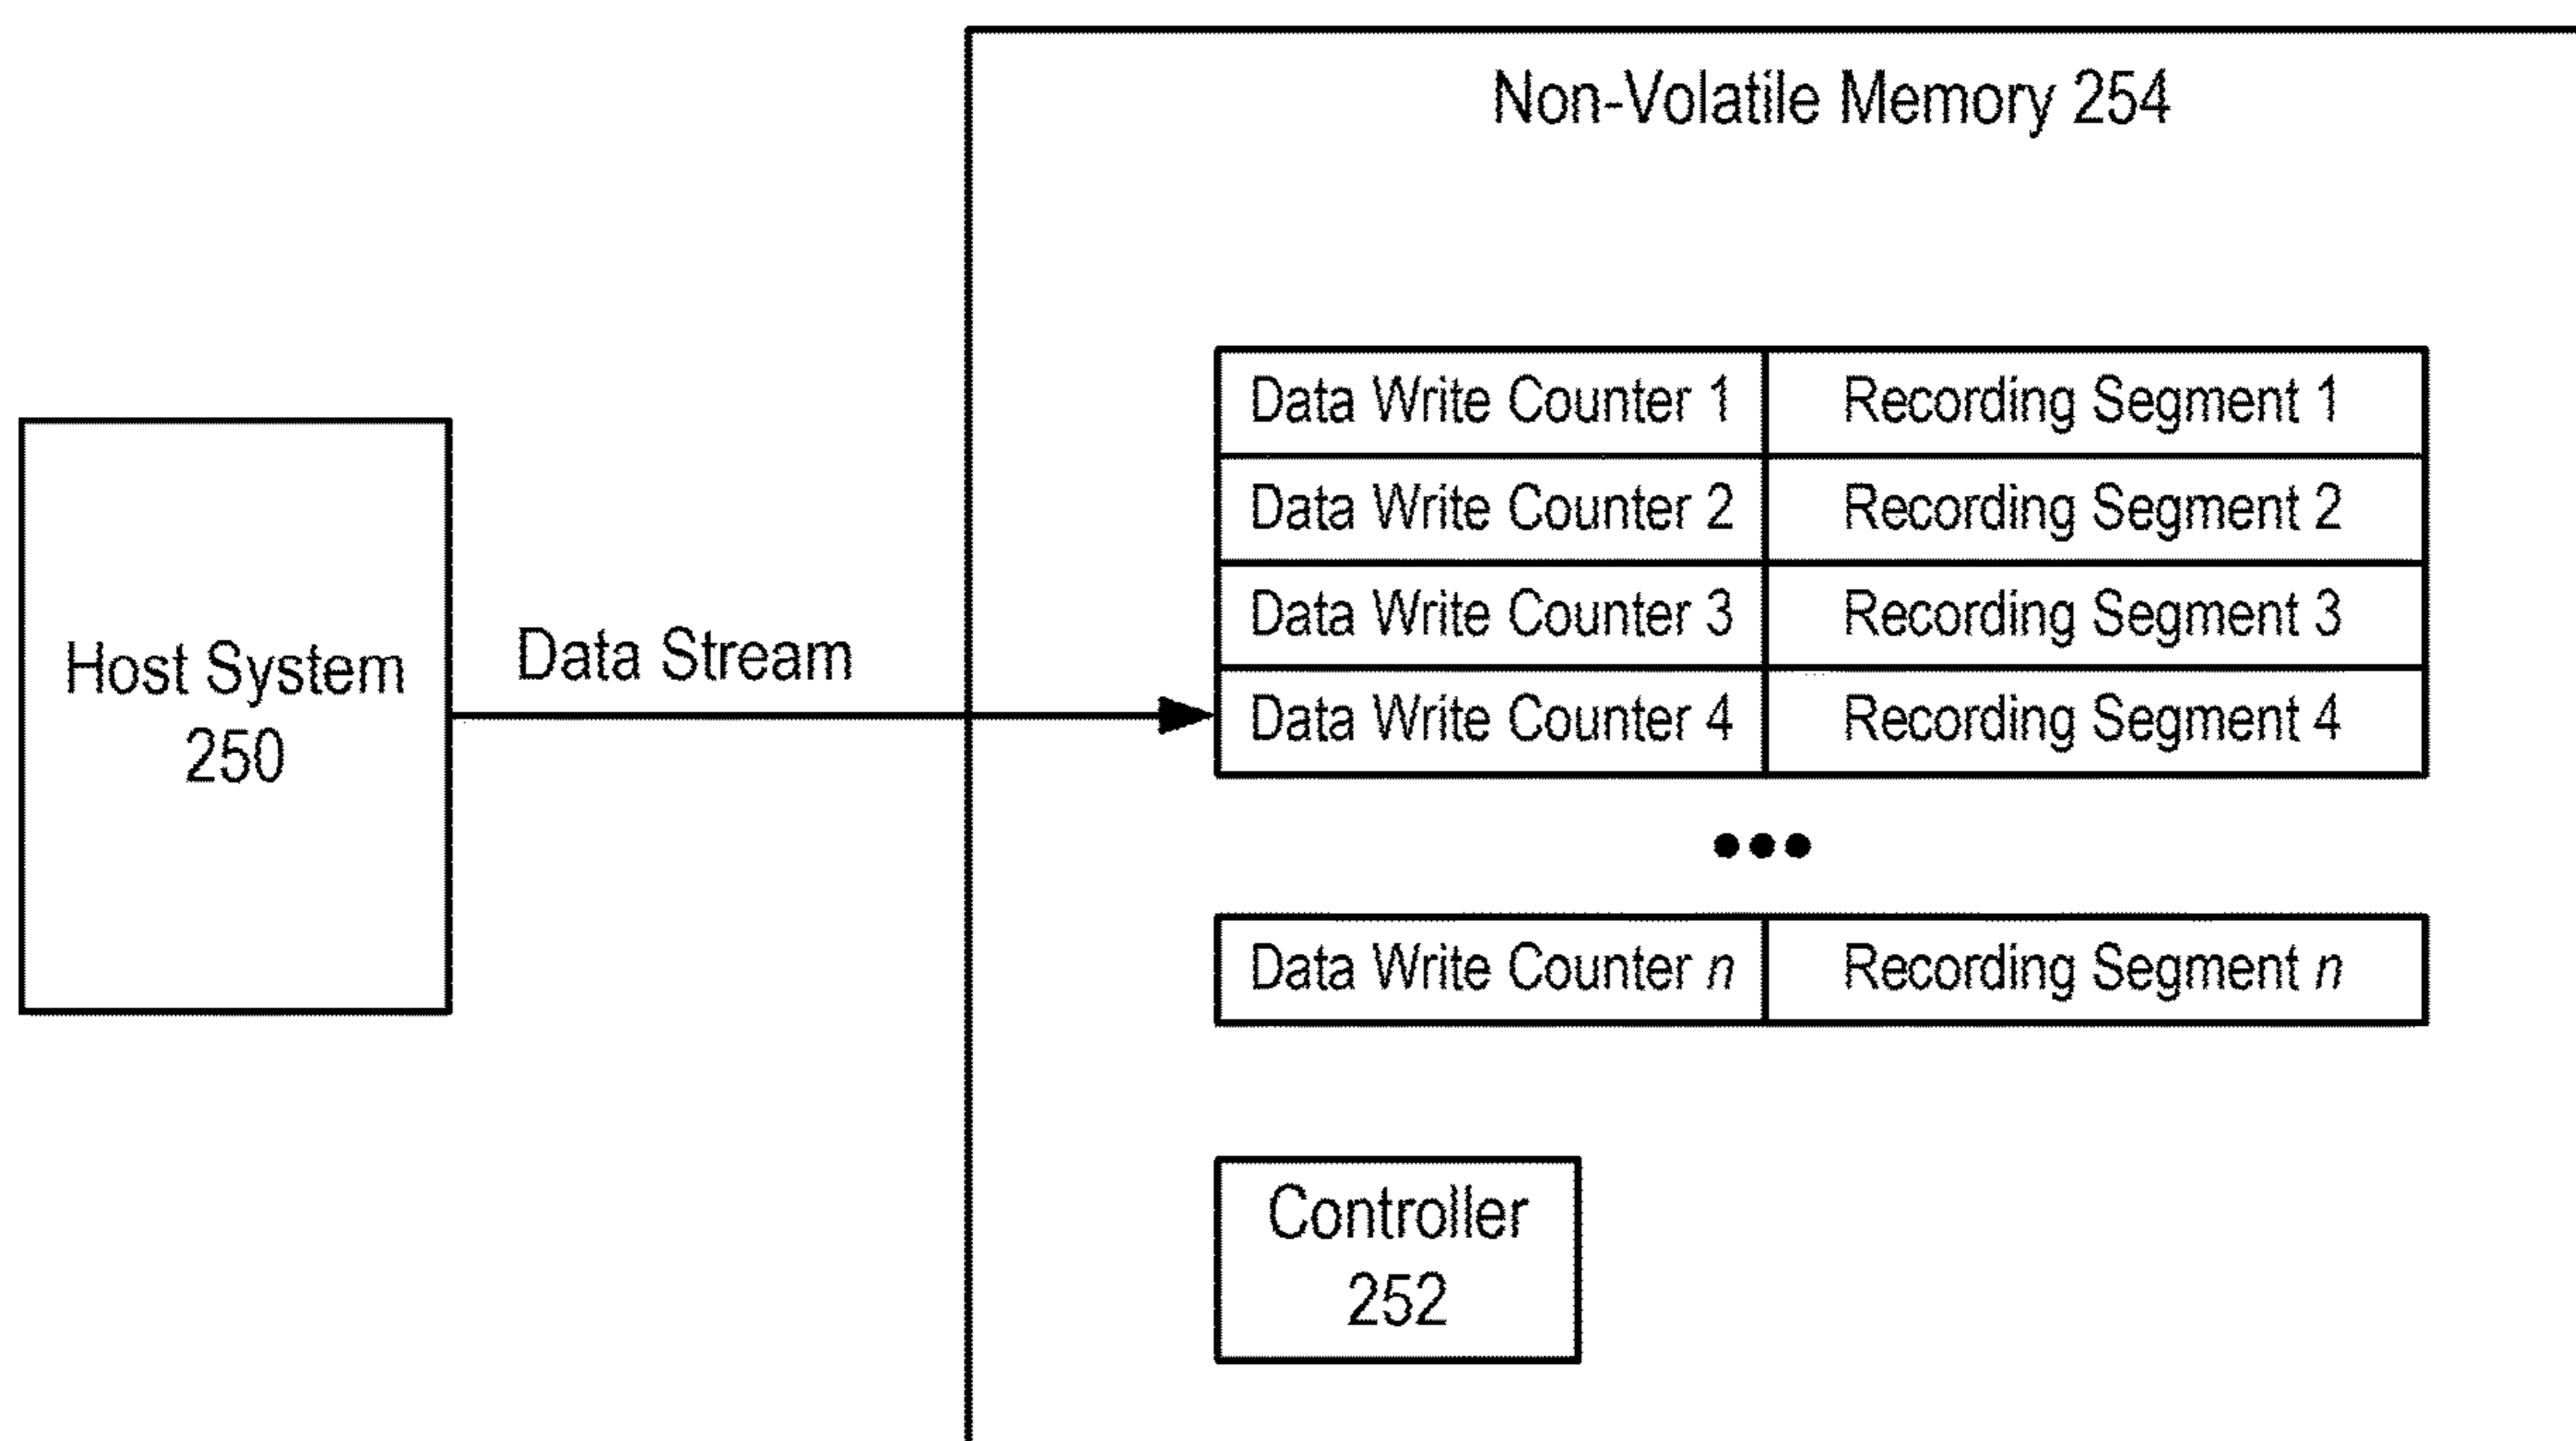 Non-Volatile Memory 254
Host System
250
Data Stream
Data Write Counter 1 Recording Segment 1
Data Write Counter 2 Recording Segment 2
Data Write Counter 3 Recording Segment 3
Data Write Counter 4 Recording Segment 4
•••
Data Write Counter n Recording Segment n
Controller
252